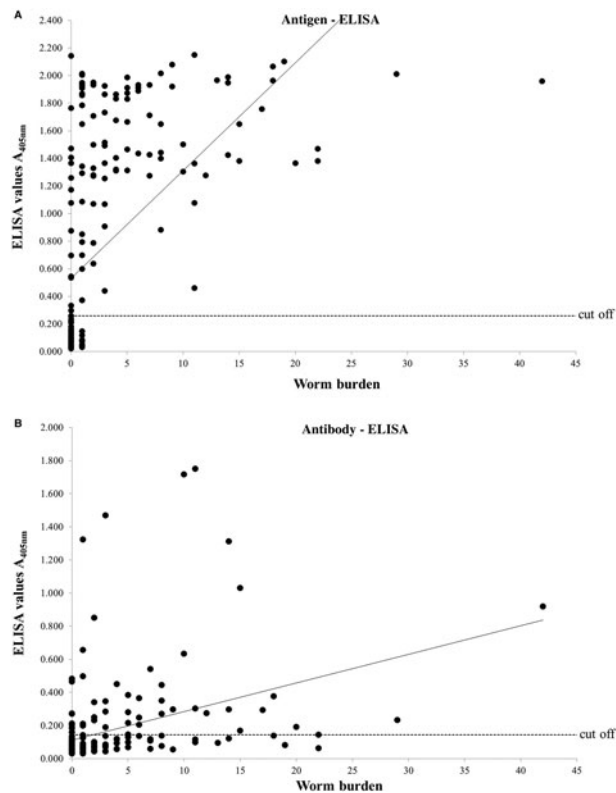 A
Antigen - ELISA
2.400
2.200
2.000
1.800
1.600
1.400
1.200
1.000
0.800
0.600
0.400
0.200
0.000
ELISA values A405nm
cut off
0 5 10 15 20 25 30 35 40 45
Worm burden
B
Antibody - ELISA
2.000
1.800
1.600
1.400
1.200
1.000
0.800
0.600
0.400
0.200
0.000
ELISA values A405nm
cut off
0 5 10 15 20 25 30 35 40 45
Worm burden